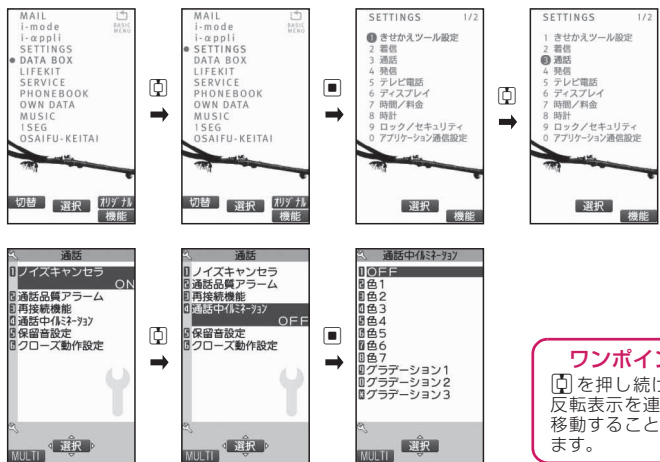 MAIL
i-mode
i-αppli
SETTINGS
DATA BOX
LIFEKIT
SERVICE
PHONEBOOK
OWN DATA
MUSIC
1SEG
OSAIFU-KEITAI
BASIC MENU
切替
選択
ｵﾘｼﾞﾅﾙ
機能
MAIL
i-mode
i-αppli
SETTINGS
DATA BOX
LIFEKIT
SERVICE
PHONEBOOK
OWN DATA
MUSIC
1SEG
OSAIFU-KEITAI
BASIC MENU
切替
選択
ｵﾘｼﾞﾅﾙ
機能
SETTINGS 1/2
1 きせかえツール設定
2 着信
3 通話
4 発信
5 テレビ電話
6 ディスプレイ
7 時間/料金
8 時計
9 ロック/セキュリティ
0 アプリケーション通信設定
選択
機能
SETTINGS 1/2
1 きせかえツール設定
2 着信
3 通話
4 発信
5 テレビ電話
6 ディスプレイ
7 時間/料金
8 時計
9 ロック/セキュリティ
0 アプリケーション通信設定
選択
機能
通話
1ノイズキャンセラ
ON
2通話品質アラーム
3再接続機能
4通話中ｲﾙﾐﾈｰｼｮﾝ
5保留音設定
6クローズ動作設定
MULTI
選択
通話
1ノイズキャンセラ
2通話品質アラーム
3再接続機能
4通話中ｲﾙﾐﾈｰｼｮﾝ
OFF
5保留音設定
6クローズ動作設定
MULTI
選択
通話中ｲﾙﾐﾈｰｼｮﾝ
1OFF
2色1
3色2
4色3
5色4
6色5
7色6
8色7
9グラデーション1
0グラデーション2
グラデーション3
MULTI
選択
ワンポイン
を押し続け
反転表示を連
移動すること
ます。